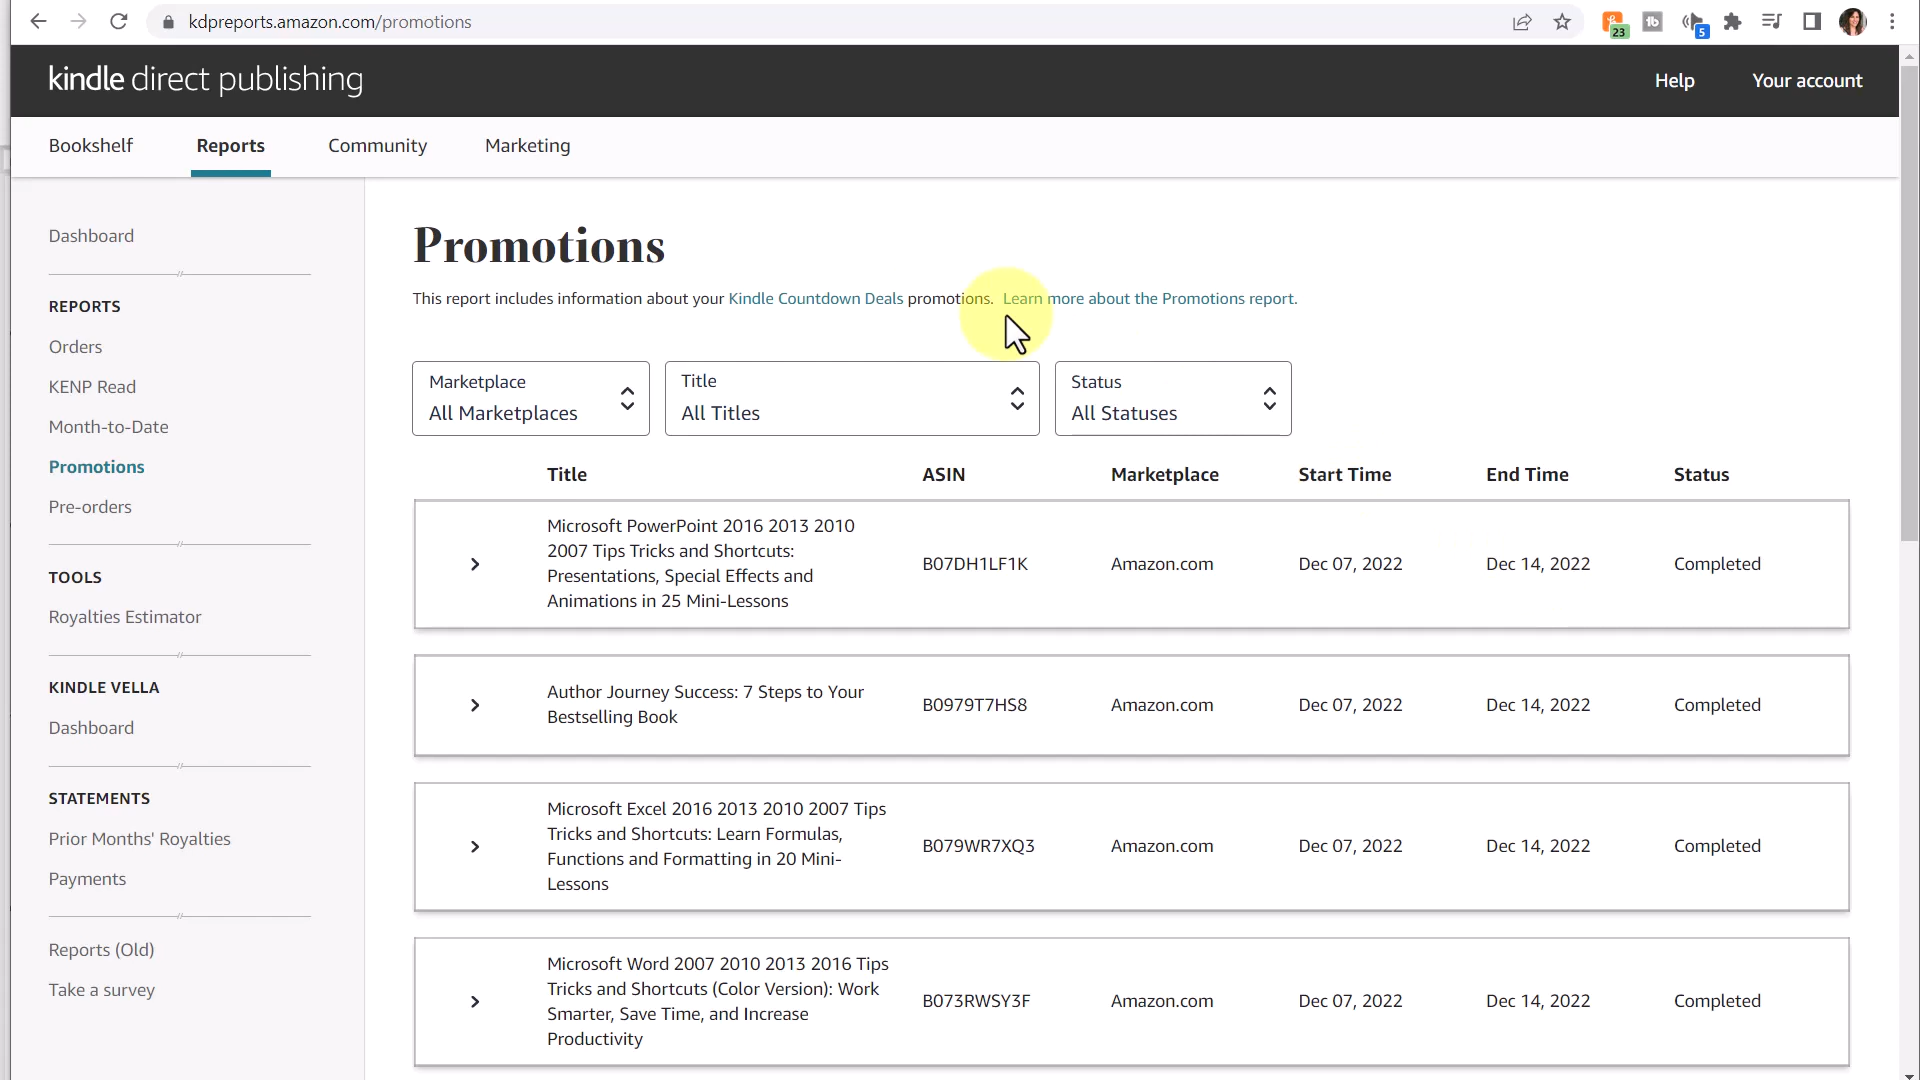 kdpreports.amazon.com/promotions
23
5
kindle direct publishing
Help
Your account
Bookshelf
Reports
Community
Marketing
Dashboard
REPORTS
Orders
KENP Read
Month-to-Date
Promotions
Pre-orders
TOOLS
Royalties Estimator
KINDLE VELLA
Dashboard
STATEMENTS
Prior Months' Royalties
Payments
Reports (Old)
Take a survey
Promotions
This report includes information about your Kindle Countdown Deals promotions. Learn more about the Promotions report.
Marketplace
All Marketplaces
Title
All Titles
Status
All Statuses
Title ASIN Marketplace Start Time End Time Status
Microsoft PowerPoint 2016 2013 2010
2007 Tips Tricks and Shortcuts:
Presentations, Special Effects and
Animations in 25 Mini-Lessons
B07DH1LF1K Amazon.com Dec 07, 2022 Dec 14, 2022 Completed
Author Journey Success: 7 Steps to Your
Bestselling Book
B0979T7HS8 Amazon.com Dec 07, 2022 Dec 14, 2022 Completed
Microsoft Excel 2016 2013 2010 2007 Tips
Tricks and Shortcuts: Learn Formulas,
Functions and Formatting in 20 Mini-
Lessons
B079WR7XQ3 Amazon.com Dec 07, 2022 Dec 14, 2022 Completed
Microsoft Word 2007 2010 2013 2016 Tips
Tricks and Shortcuts (Color Version): Work
Smarter, Save Time, and Increase
Productivity
B073RWSY3F Amazon.com Dec 07, 2022 Dec 14, 2022 Completed